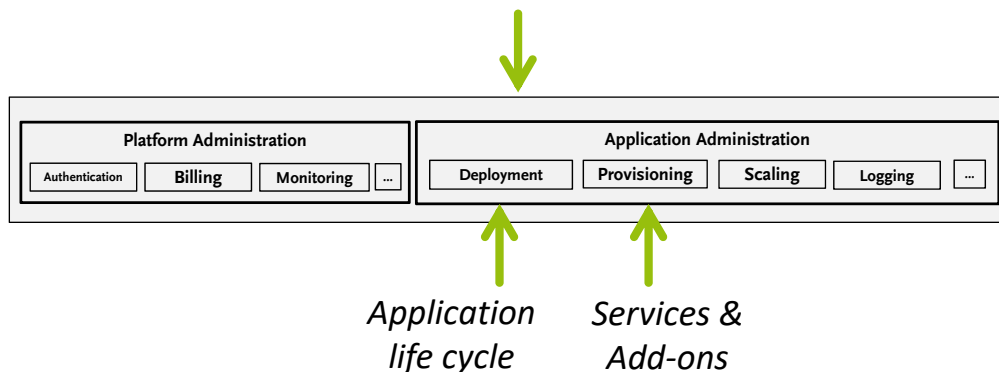 Platform Administration
Authentication
Billing
Monitoring
...
Application Administration
Deployment
Provisioning
Scaling
Logging
...
Application
life cycle
Services &
Add-ons